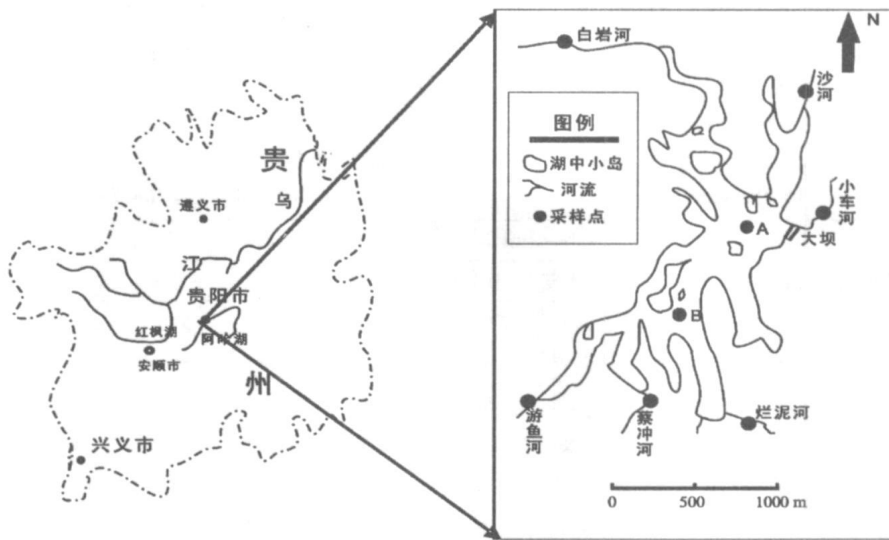 贵
乌
遵义市
江
贵阳市
红枫湖
阿哈湖
安顺市
州
兴义市
N
白岩河
沙河
图例
湖中小岛
河流
采样点
小车河
A
大坝
B
游鱼河
蔡冲河
烂泥河
0 500 1000 m